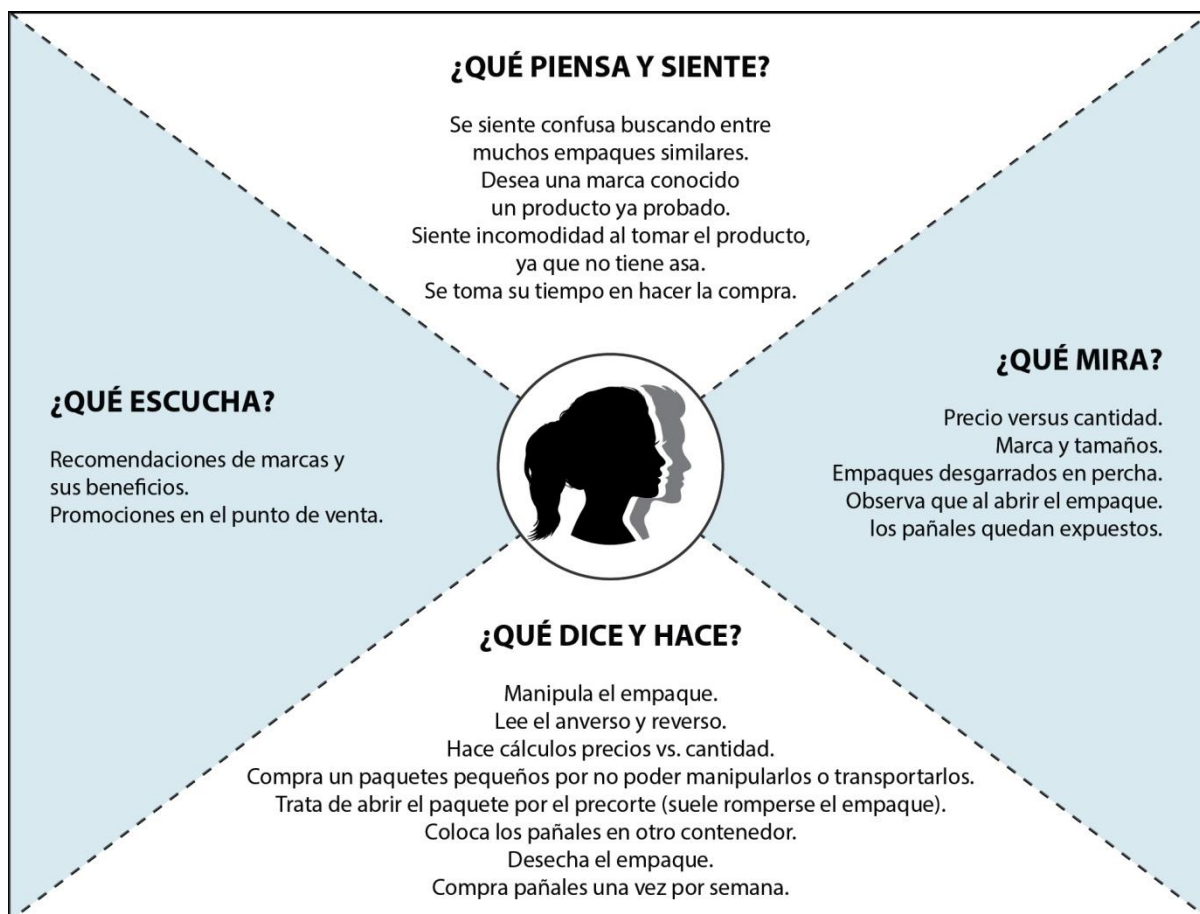 ¿QUÉ PIENSA Y SIENTE?
Se siente confusa buscando entre
muchos empaques similares.
Desea una marca conocido
un producto ya probado.
Siente incomodidad al tomar el producto,
ya que no tiene asa.
Se toma su tiempo en hacer la compra.
¿QUÉ ESCUCHA?
Recomendaciones de marcas y
sus beneficios.
Promociones en el punto de venta.
¿QUÉ MIRA?
Precio versus cantidad.
Marca y tamaños.
Empaques desgarrados en percha.
Observa que al abrir el empaque.
los pañales quedan expuestos.
¿QUÉ DICE Y HACE?
Manipula el empaque.
Lee el anverso y reverso.
Hace cálculos precios vs. cantidad.
Compra un paquetes pequeños por no poder manipularlos o transportarlos.
Trata de abrir el paquete por el precorte (suele romperse el empaque).
Coloca los pañales en otro contenedor.
Desecha el empaque.
Compra pañales una vez por semana.